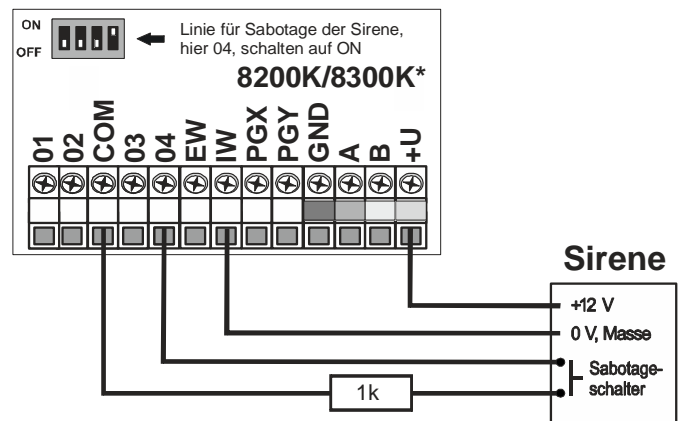 ON
OFF
Linie für Sabotage der Sirene,
hier 04, schalten auf ON
8200K/8300K*
01 02 COM 03 04 EW IW PGX PGY GND A B +U
Sirene
+12 V
0 V, Masse
Sabotage-
schalter
1k